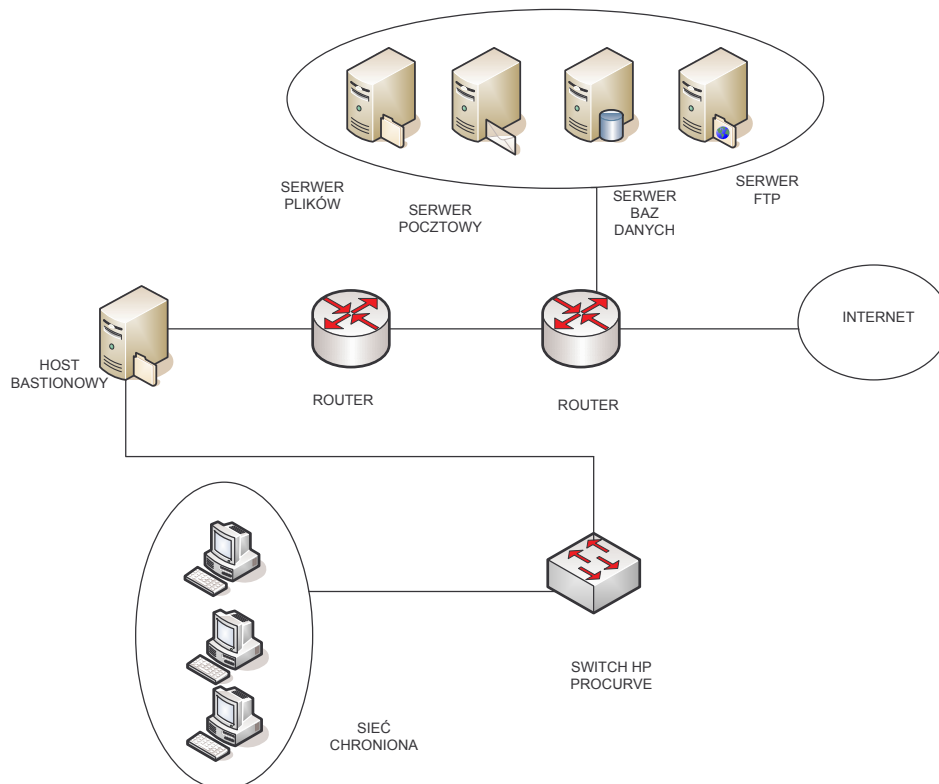 SERWER
PLIKÓW
SERWER
POCZTOWY
SERWER
BAZ
DANYCH
SERWER
FTP
INTERNET
HOST
BASTIONOWY
ROUTER
ROUTER
SWITCH HP
PROCURVE
SIEĆ
CHRONIONA